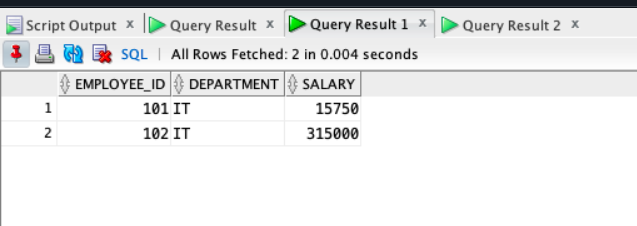 Script Output x Query Result x Query Result 1 x Query Result 2 x
SQL | All Rows Fetched: 2 in 0.004 seconds
EMPLOYEE_ID DEPARTMENT SALARY
1 101 IT 15750
2 102 IT 315000